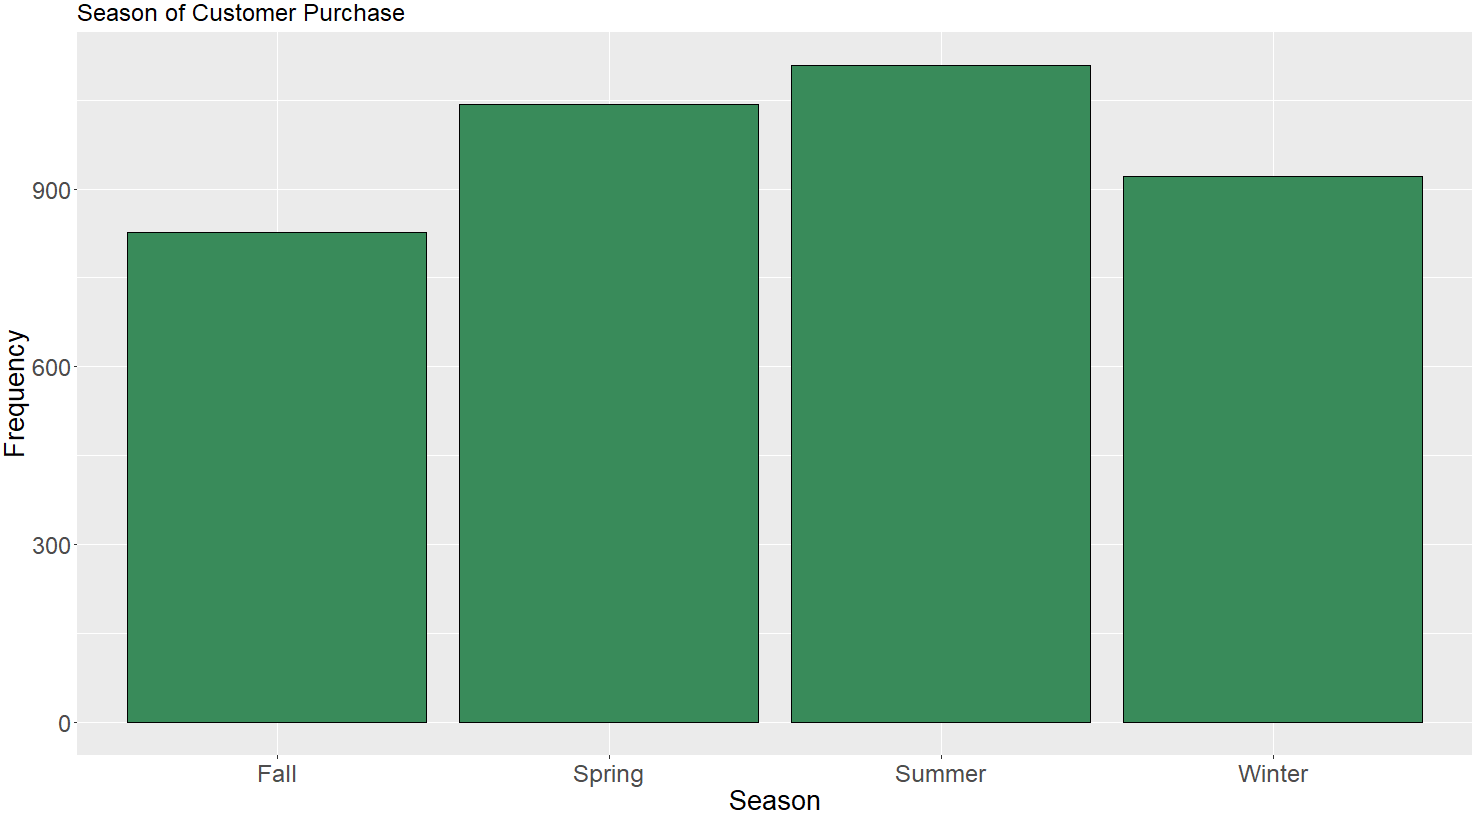 Season of Customer Purchase
Frequency
900
600
300
0
Fall Spring Summer Winter
Season